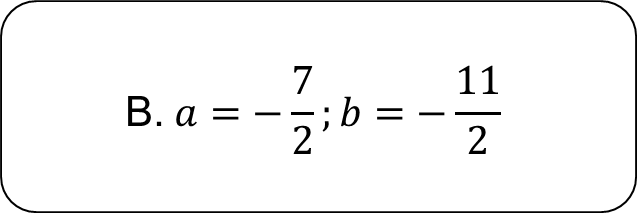 B. a = −7/2; b = −11/2